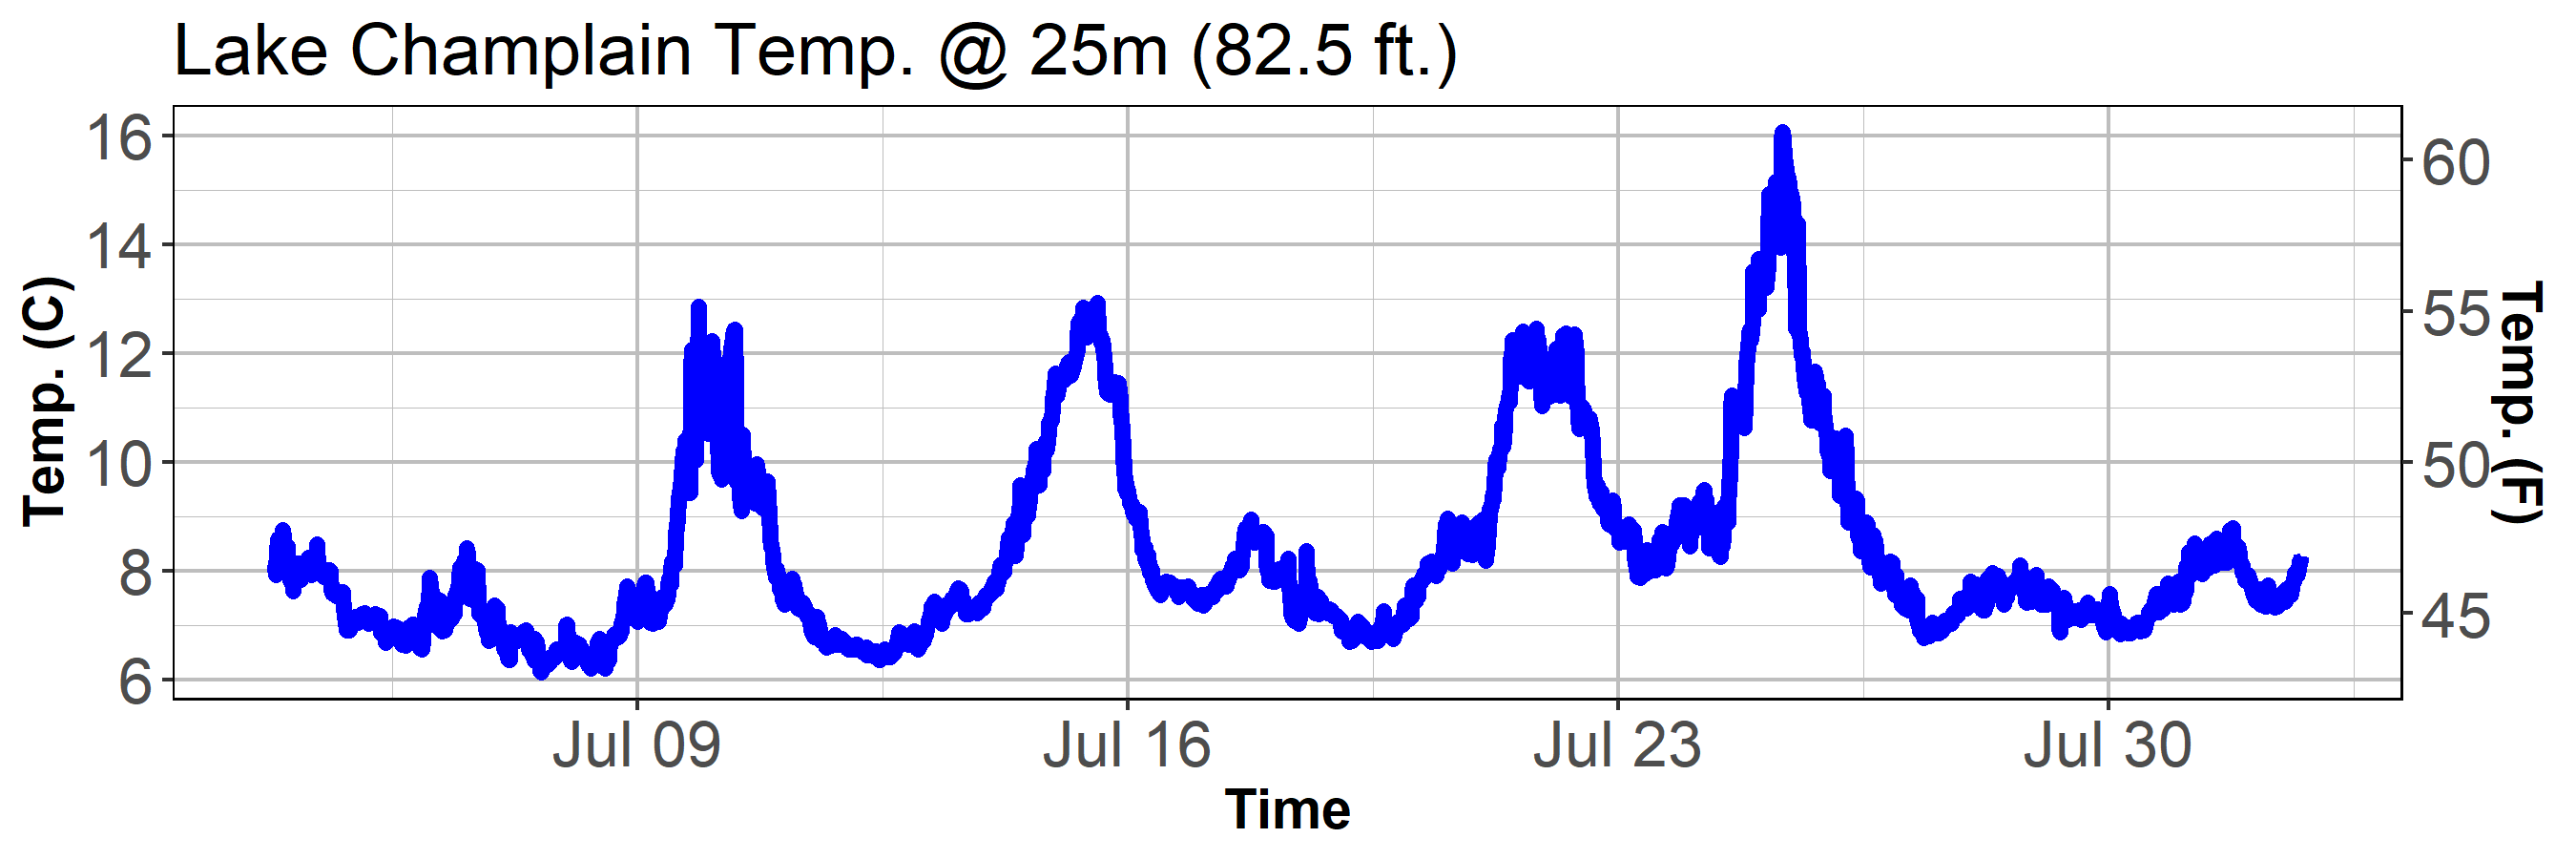 Lake Champlain Temp. @ 25m (82.5 ft.)
16
14
12
10
8
6
Temp. (C)
60
55
50
45
Temp. (F)
Jul 09
Jul 16
Jul 23
Jul 30
Time